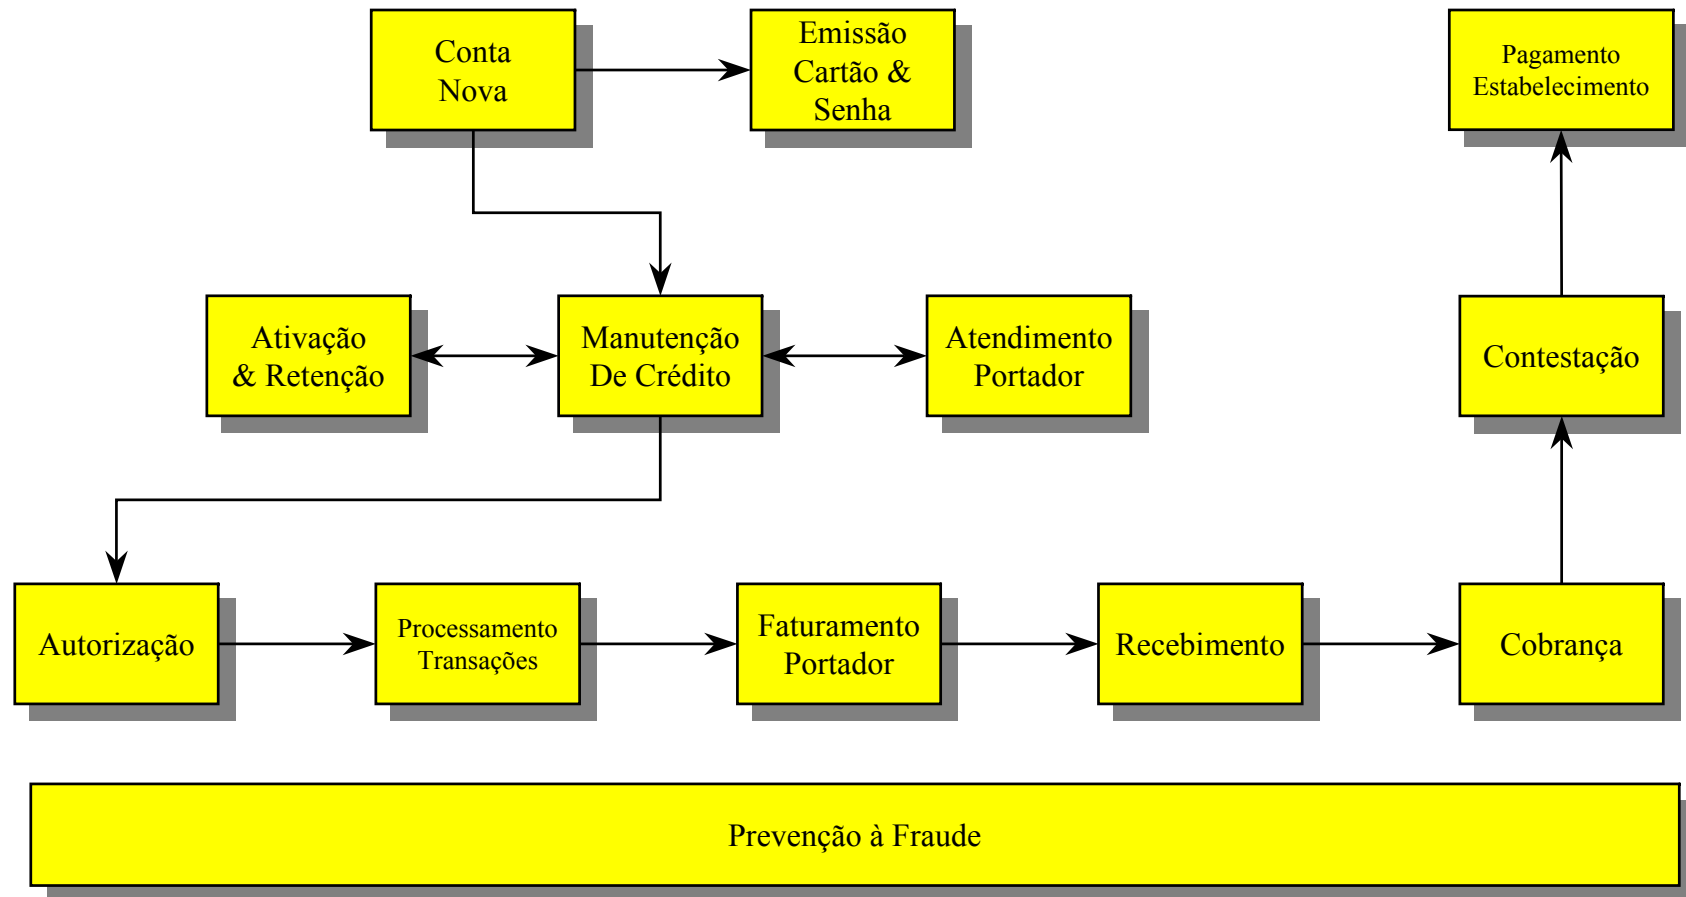 Conta
Nova
Emissão
Cartão &
Senha
Pagamento
Estabelecimento
Ativação
& Retenção
Manutenção
De Crédito
Atendimento
Portador
Contestação
Autorização
Processamento
Transações
Faturamento
Portador
Recebimento
Cobrança
Prevenção à Fraude